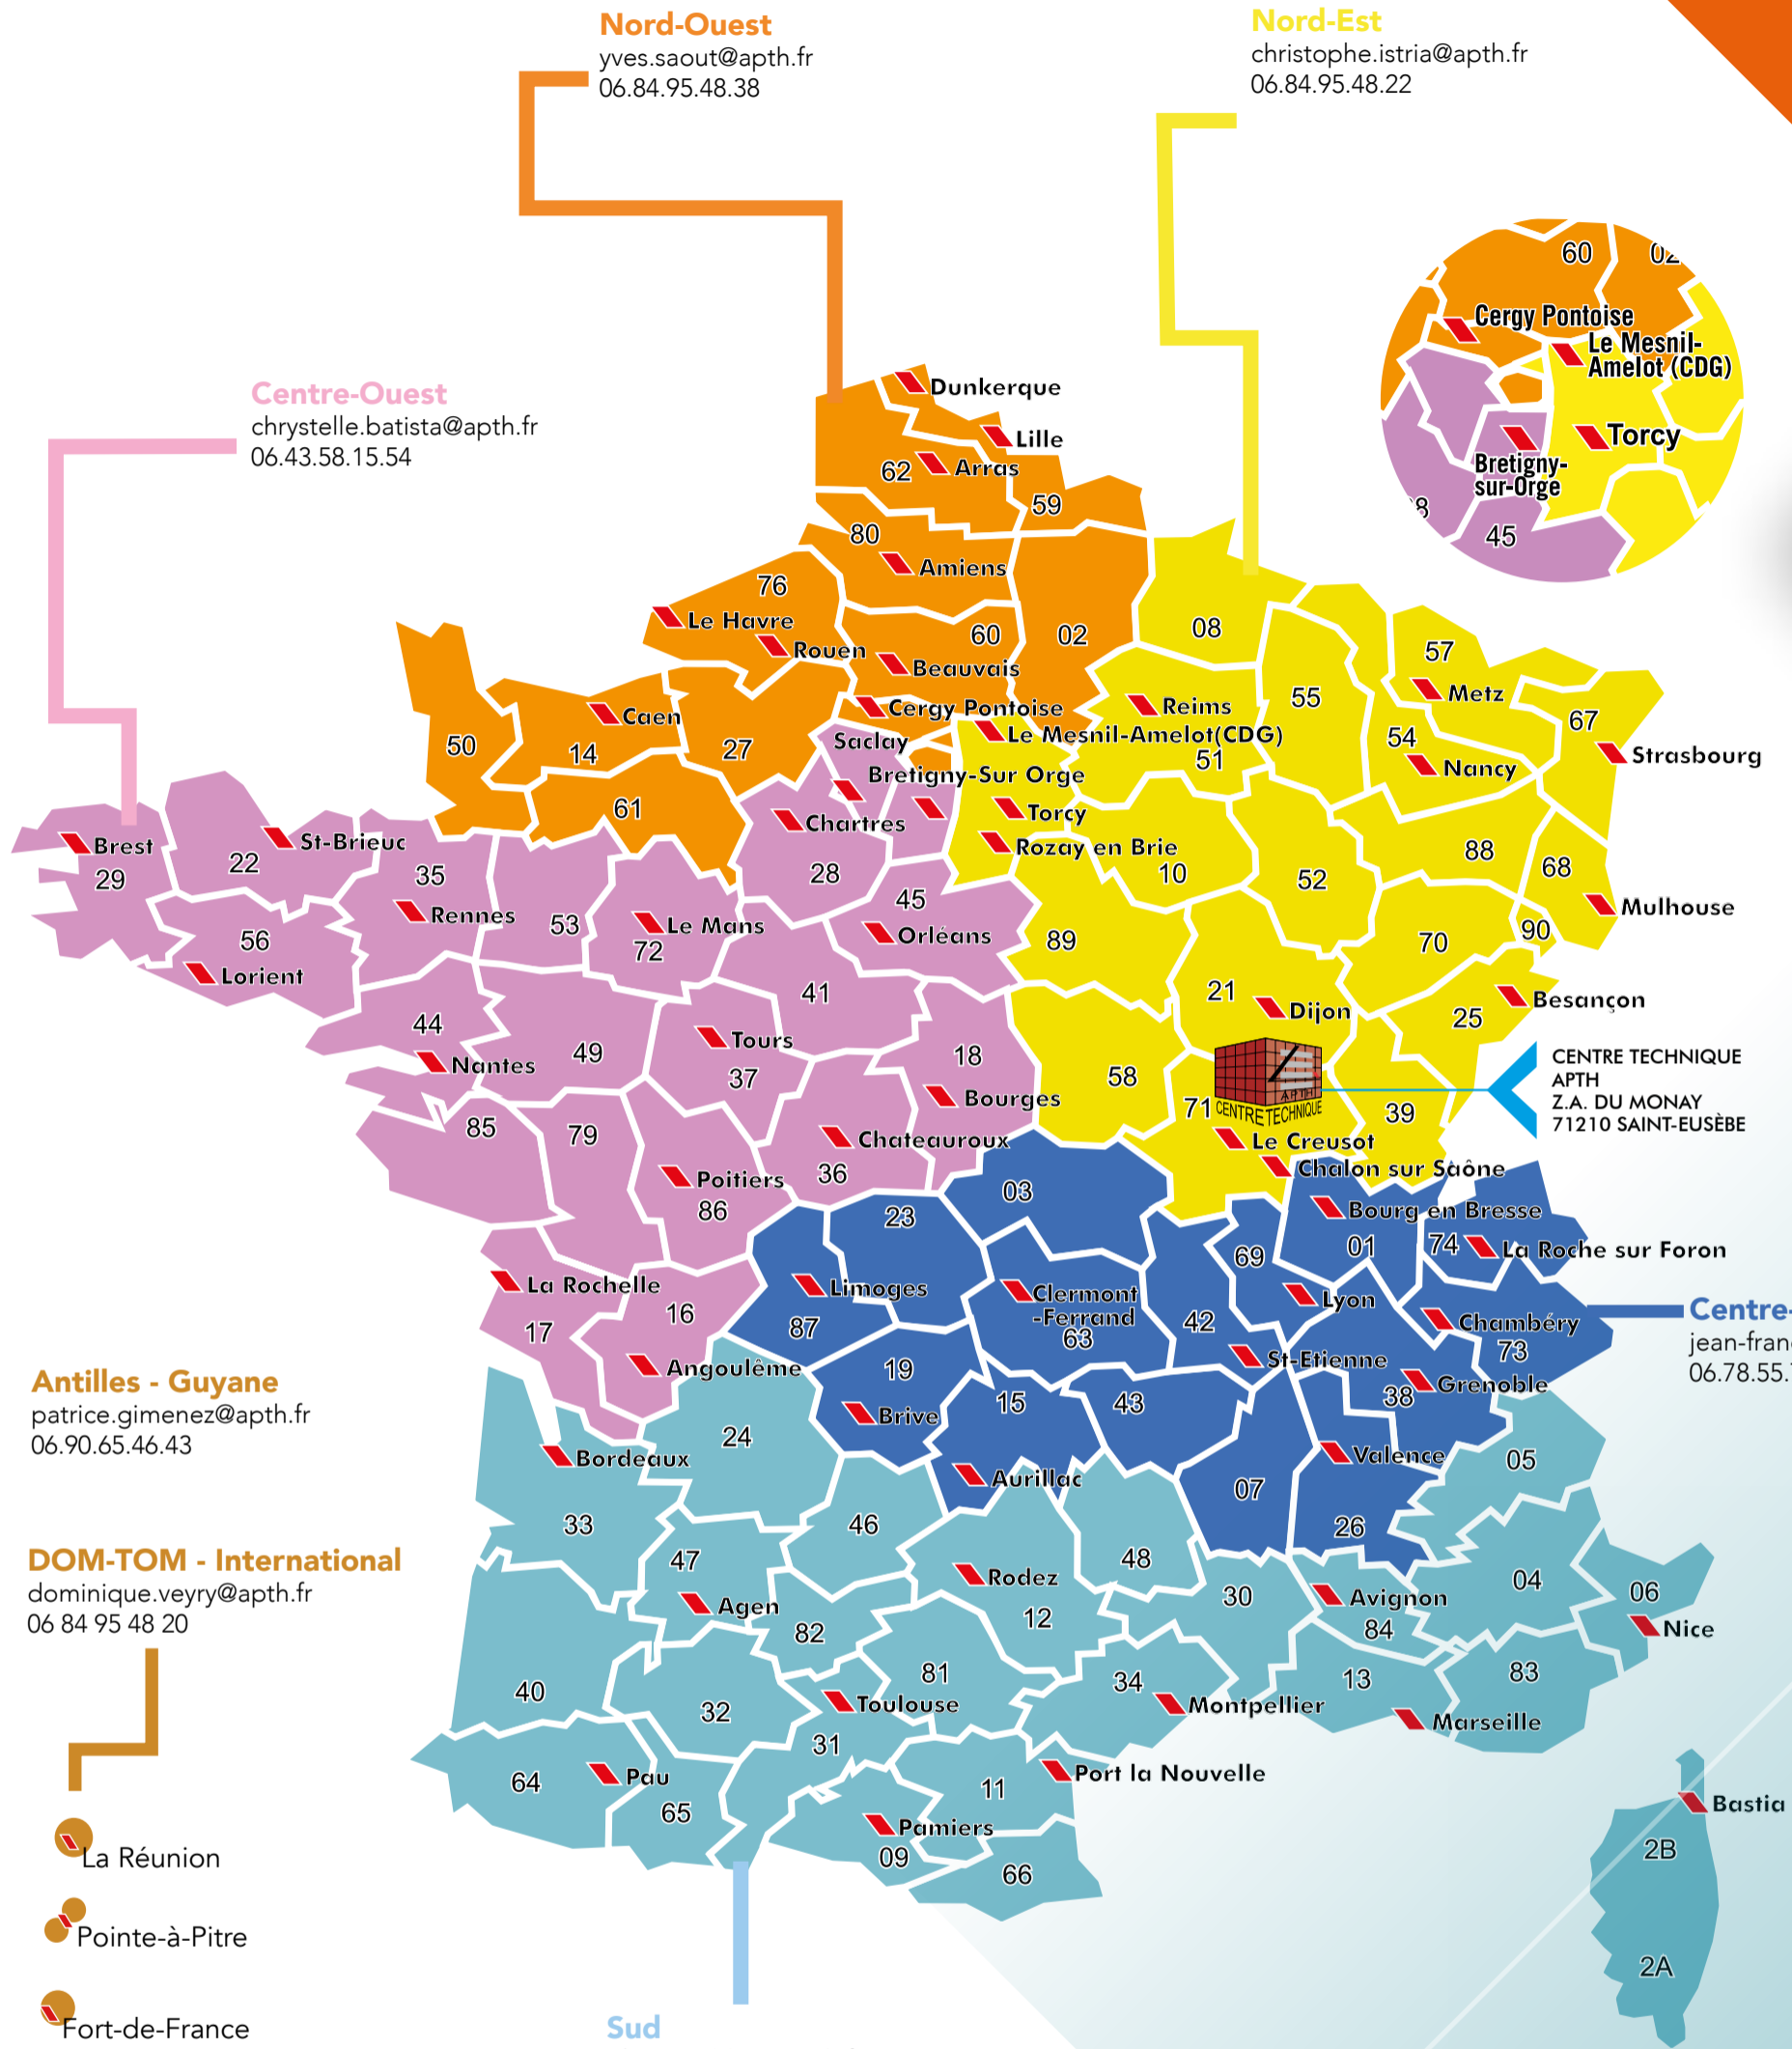 Nord-Ouest
yves.saout@apth.fr
06.84.95.48.38
Nord-Est
christophe.istria@apth.fr
06.84.95.48.22
60
02
Cergy Pontoise
Le Mesnil-
Amelot (CDG)
Torcy
Bretigny-
sur-Orge
8
45
Centre-Ouest
chrystelle.batista@apth.fr
06.43.58.15.54
Dunkerque
Lille
62
Arras
59
80
Amiens
76
Le Havre
Rouen
60
02
08
Beauvais
57
Metz
55
Reims
Cergy Pontoise
67
Caen
Saclay
Le Mesnil-Amelot(CDG)
54
50
14
27
51
Strasbourg
Nancy
Bretigny-Sur Orge
61
Torcy
Chartres
Brest
St-Brieuc
Rozay en Brie
88
29
22
35
28
10
52
68
45
Mulhouse
Rennes
53
Le Mans
72
Orléans
89
70
90
56
Lorient
41
21
Besançon
Dijon
25
44
Tours
49
18
CENTRE TECHNIQUE
APTH
Z.A. DU MONAY
71210 SAINT-EUSÈBE
Nantes
37
58
APTH
CENTRE TECHNIQUE
71
39
Bourges
85
79
Chateauroux
Le Creusot
Chalon sur Saône
Poitiers
36
03
86
23
Bourg en Bresse
69
01
74
La Roche sur Foron
La Rochelle
Limoges
Clermont
-Ferrand
63
Lyon
16
17
87
42
Chambéry
73
Centre-
jean-fran
06.78.55.
Angoulême
19
St-Etienne
38
Grenoble
Antilles - Guyane
patrice.gimenez@apth.fr
06.90.65.46.43
Brive
15
43
24
Bordeaux
Valence
05
Aurillac
07
33
46
26
DOM-TOM - International
dominique.veyry@apth.fr
06 84 95 48 20
47
48
Rodez
04
06
Agen
12
30
Avignon
84
Nice
82
40
81
34
13
83
32
Toulouse
Montpellier
Marseille
31
64
Pau
65
11
Port la Nouvelle
Bastia
Pamiers
09
66
2B
La Réunion
Pointe-à-Pitre
2A
Fort-de-France
Sud